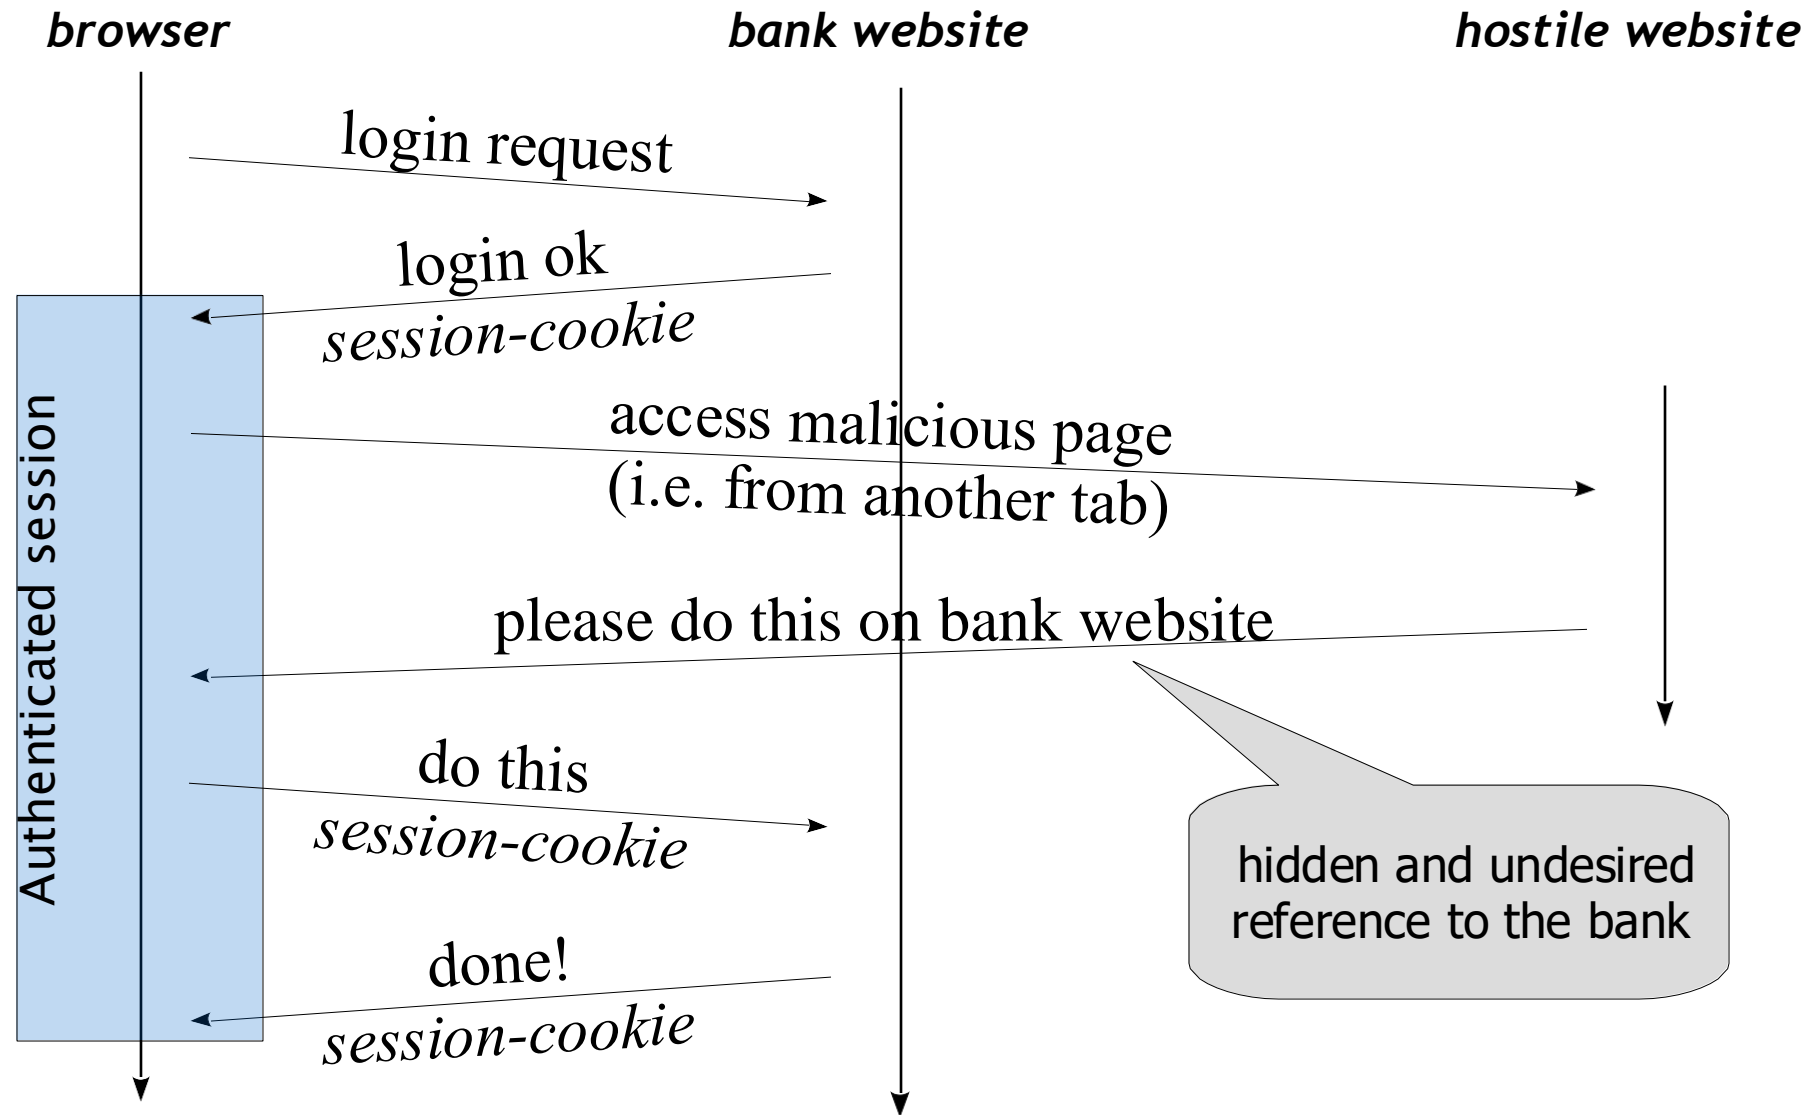 browser
bank website
hostile website
login request
login ok
session-cookie
access malicious page
(i.e. from another tab)
please do this on bank website
do this
session-cookie
hidden and undesired
reference to the bank
done!
session-cookie
Authenticated session